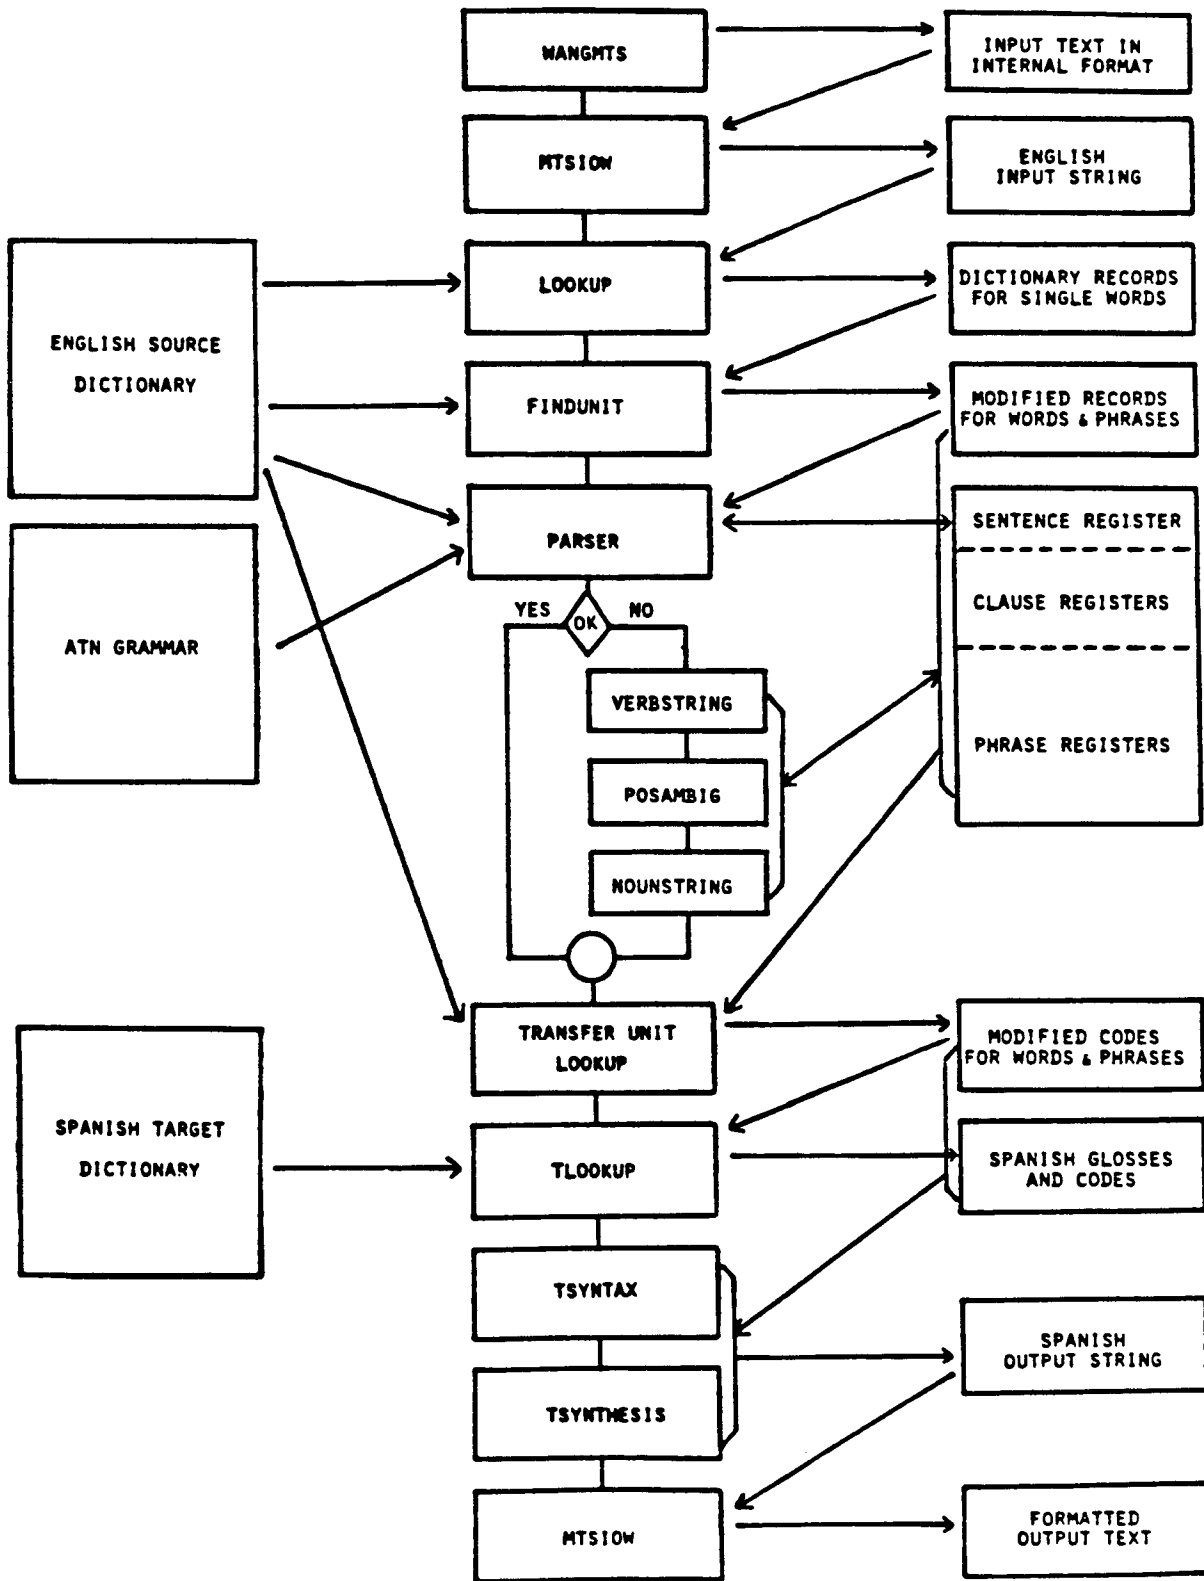 WANGMTS
INPUT TEXT IN
INTERNAL FORMAT
MTSIOW
ENGLISH
INPUT STRING
ENGLISH SOURCE
DICTIONARY
LOOKUP
DICTIONARY RECORDS
FOR SINGLE WORDS
FINDUNIT
MODIFIED RECORDS
FOR WORDS & PHRASES
PARSER
SENTENCE REGISTER
CLAUSE REGISTERS
PHRASE REGISTERS
ATN GRAMMAR
YES
OK
NO
VERBSTRING
POSAMBIG
NOUNSTRING
TRANSFER UNIT
LOOKUP
MODIFIED CODES
FOR WORDS & PHRASES
SPANISH TARGET
DICTIONARY
TLOOKUP
SPANISH GLOSSES
AND CODES
TSYNTAX
TSYNTHESIS
SPANISH
OUTPUT STRING
MTSIOW
FORMATTED
OUTPUT TEXT